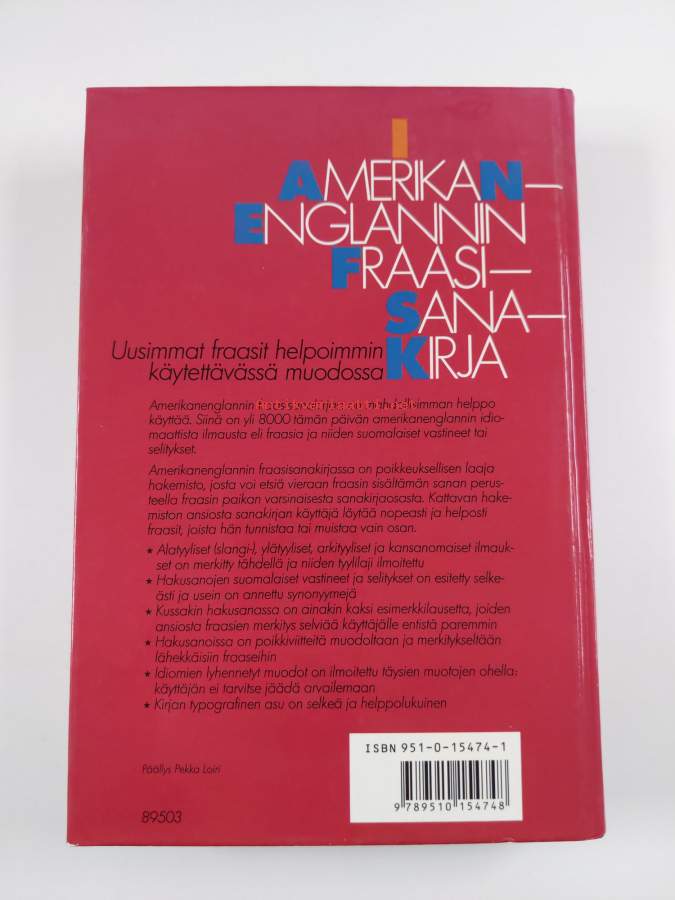 I
AMERIKAN—
ENGLANNIN
FRAASI—
SANA—
KIRJA
Uusimmat fraasit helpoimmin
käytettävässä muodossa
Amerikanenglannin fraasisanakirjaa on mahdollisimman helppo
käyttää. Siinä on yli 8000 tämän päivän amerikanenglannin idio-
maattista ilmausta eli fraasia ja niiden suomalaiset vastineet tai
selitykset.
Amerikanenglannin fraasisanakirjassa on poikkeuksellisen laaja
hakemisto, josta voi etsiä vieraan fraasin sisältämän sanan perus-
teella fraasin paikan varsinaisesta sanakirjaosasta. Kattavan hake-
miston ansiosta sanakirjan käyttäjä löytää nopeasti ja helposti
fraasit, joista hän tunnistaa tai muistaa vain osan.
★ Alatyyliset (slangi-), ylätyyliset, arkityyliset ja kansanomaiset ilmauk-
set on merkitty tähdellä ja niiden tyylilaji ilmoitettu
★ Hakusanojen suomalaiset vastineet ja selitykset on esitetty selke-
ästi ja usein on annettu synonyymejä
★ Kussakin hakusanassa on ainakin kaksi esimerkkilausetta, joiden
ansiosta fraasien merkitys selviää käyttäjälle entistä paremmin
★ Hakusanoissa on poikkiviitteitä muodoltaan ja merkitykseltään
lähekkäisiin fraaseihin
★ Idiomien lyhennetyt muodot on ilmoitettu täysien muotojen ohella:
käyttäjän ei tarvitse jäädä arvailemaan
★ Kirjan typografinen asu on selkeä ja helppolukuinen
ISBN 951-0-15474-1
9 789510 154748
Päällys Pekka Loiri
89503